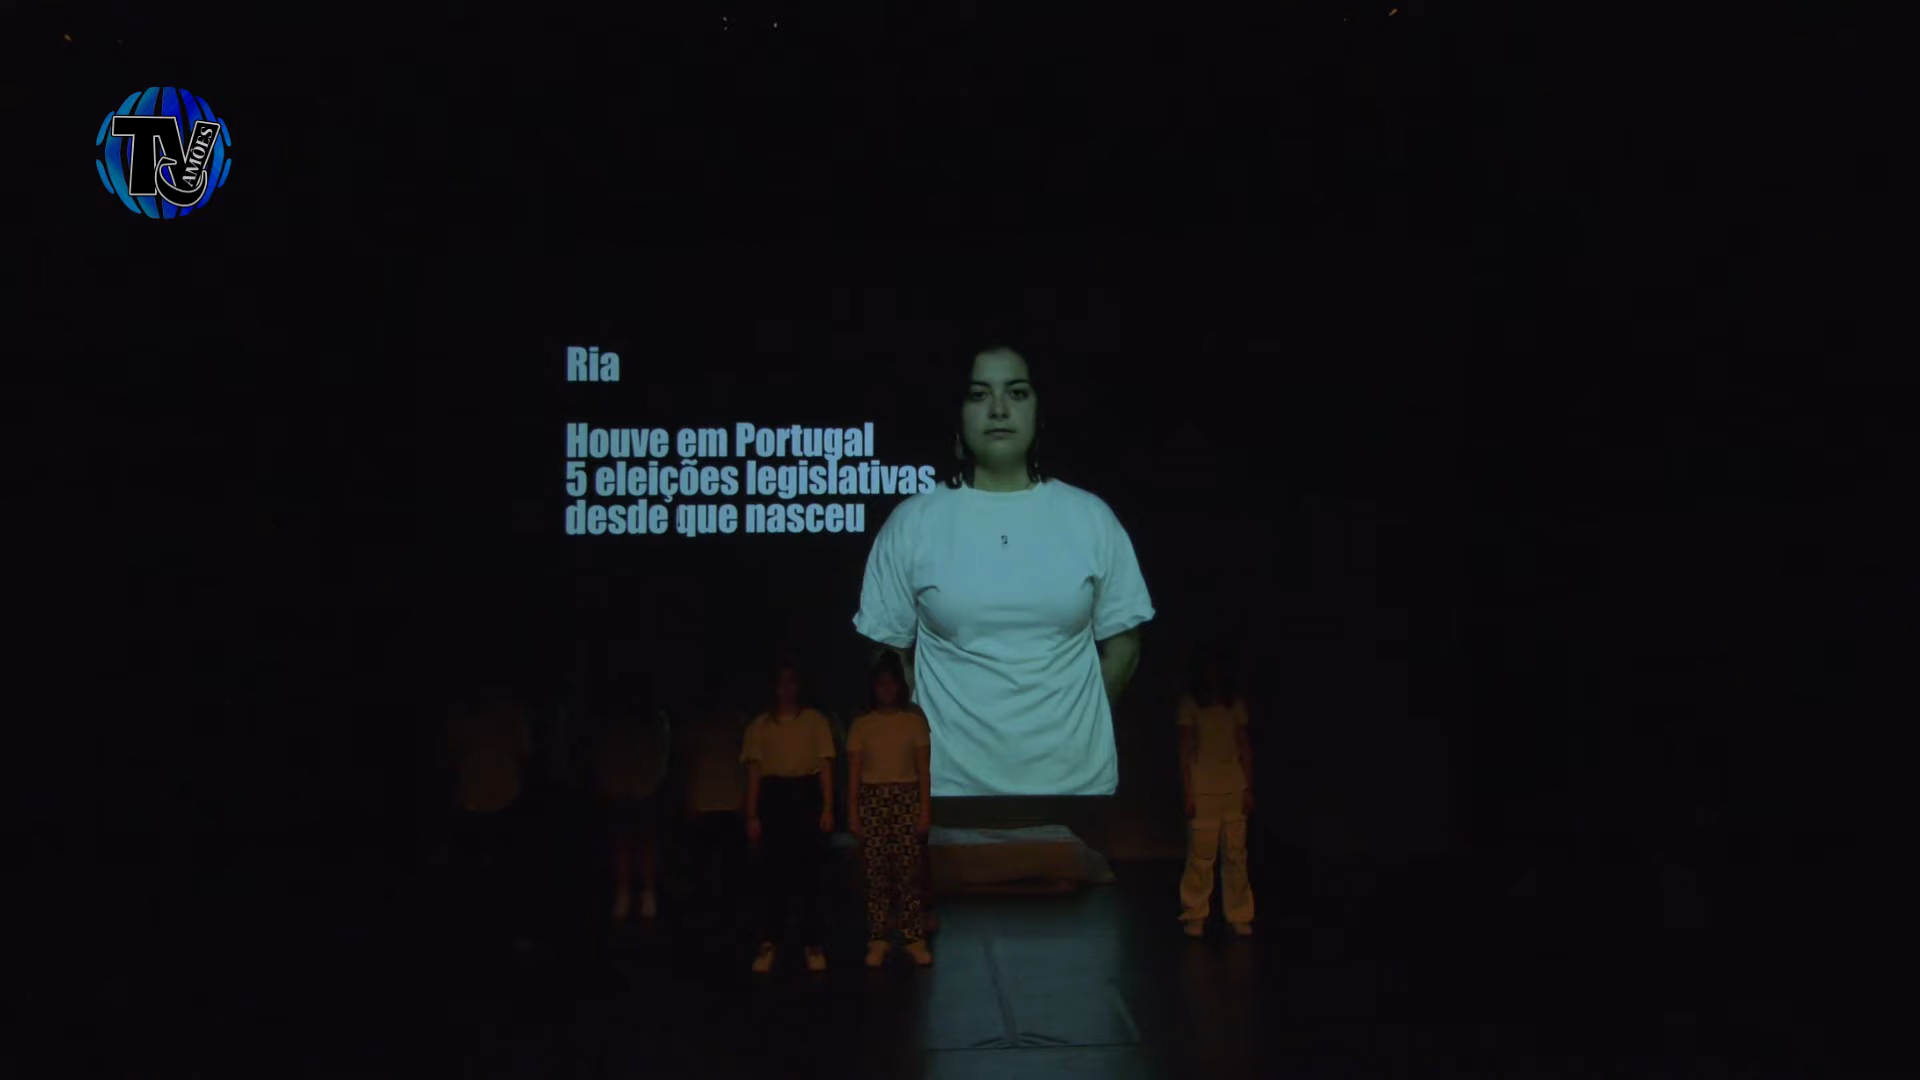 TV
CAMÕES
Ria
Houve em Portugal
5 eleições legislativas
desde que nasceu